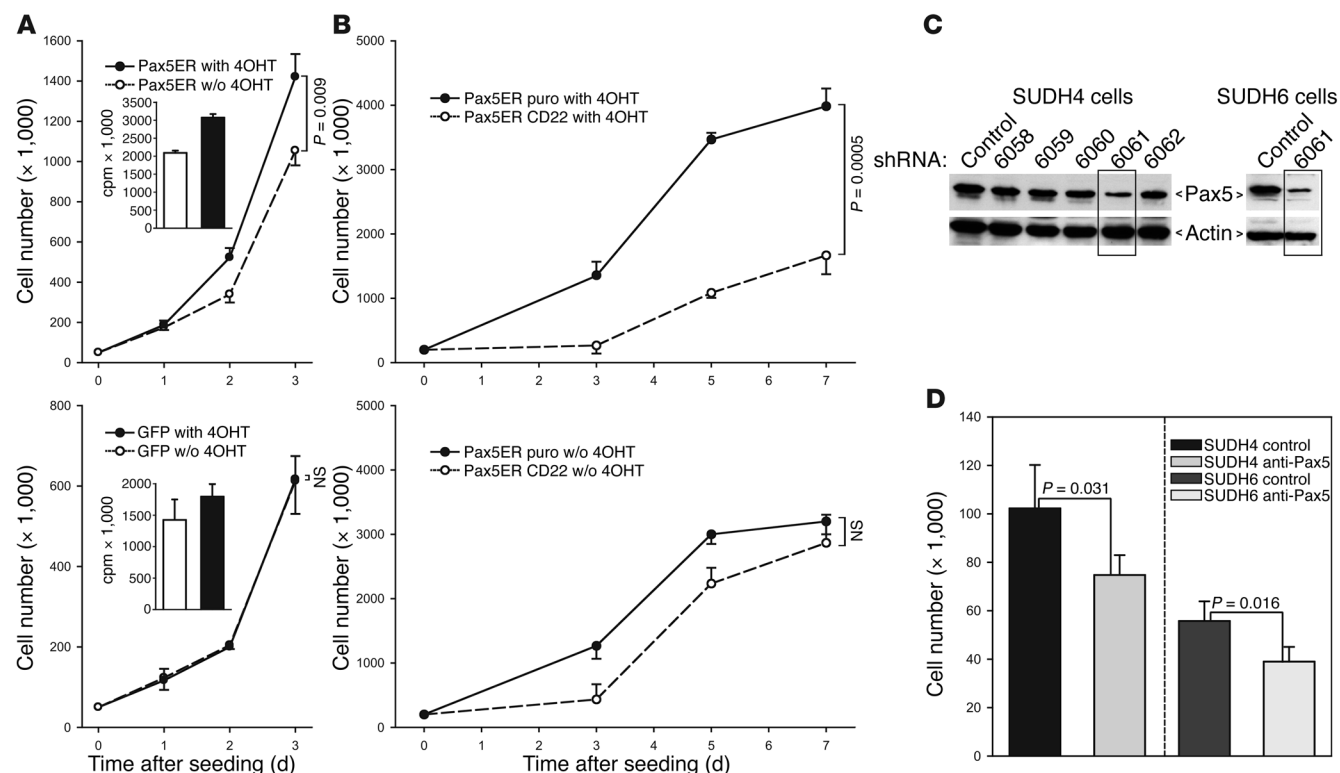 A
Cell number (× 1,000)
1600
1400
1200
1000
800
600
400
200
0
Pax5ER with 4OHT
Pax5ER w/o 4OHT
cpm × 1,000
3500
3000
2500
2000
1500
1000
500
0
P = 0.009
0 1 2 3
Cell number (× 1,000)
800
600
400
200
0
GFP with 4OHT
GFP w/o 4OHT
cpm × 1,000
2000
1500
1000
500
0
NS
0 1 2 3
Time after seeding (d)
B
Cell number (× 1,000)
5000
4000
3000
2000
1000
0
Pax5ER puro with 4OHT
Pax5ER CD22 with 4OHT
P = 0.0005
0 1 2 3 4 5 6 7
Cell number (× 1,000)
5000
4000
3000
2000
1000
0
Pax5ER puro w/o 4OHT
Pax5ER CD22 w/o 4OHT
NS
0 1 2 3 4 5 6 7
Time after seeding (d)
C
SUDH4 cells SUDH6 cells
shRNA: Control 6058 6059 6060 6061 6062 Control 6061
<Pax5>
<Actin>
D
Cell number (× 1,000)
140
120
100
80
60
40
20
0
SUDH4 control
SUDH4 anti-Pax5
SUDH6 control
SUDH6 anti-Pax5
P = 0.031
P = 0.016